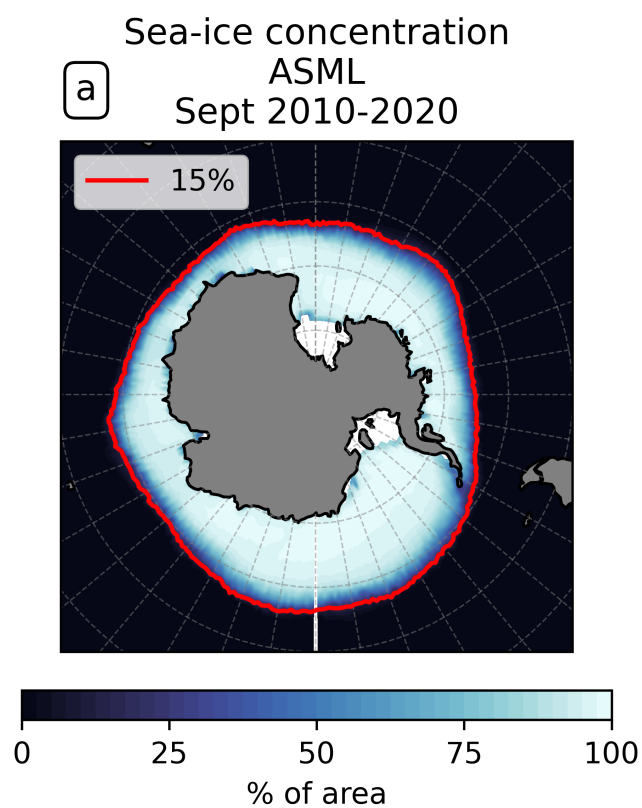 Sea-ice concentration
ASML
Sept 2010-2020
a
15%
0 25 50 75 100
% of area